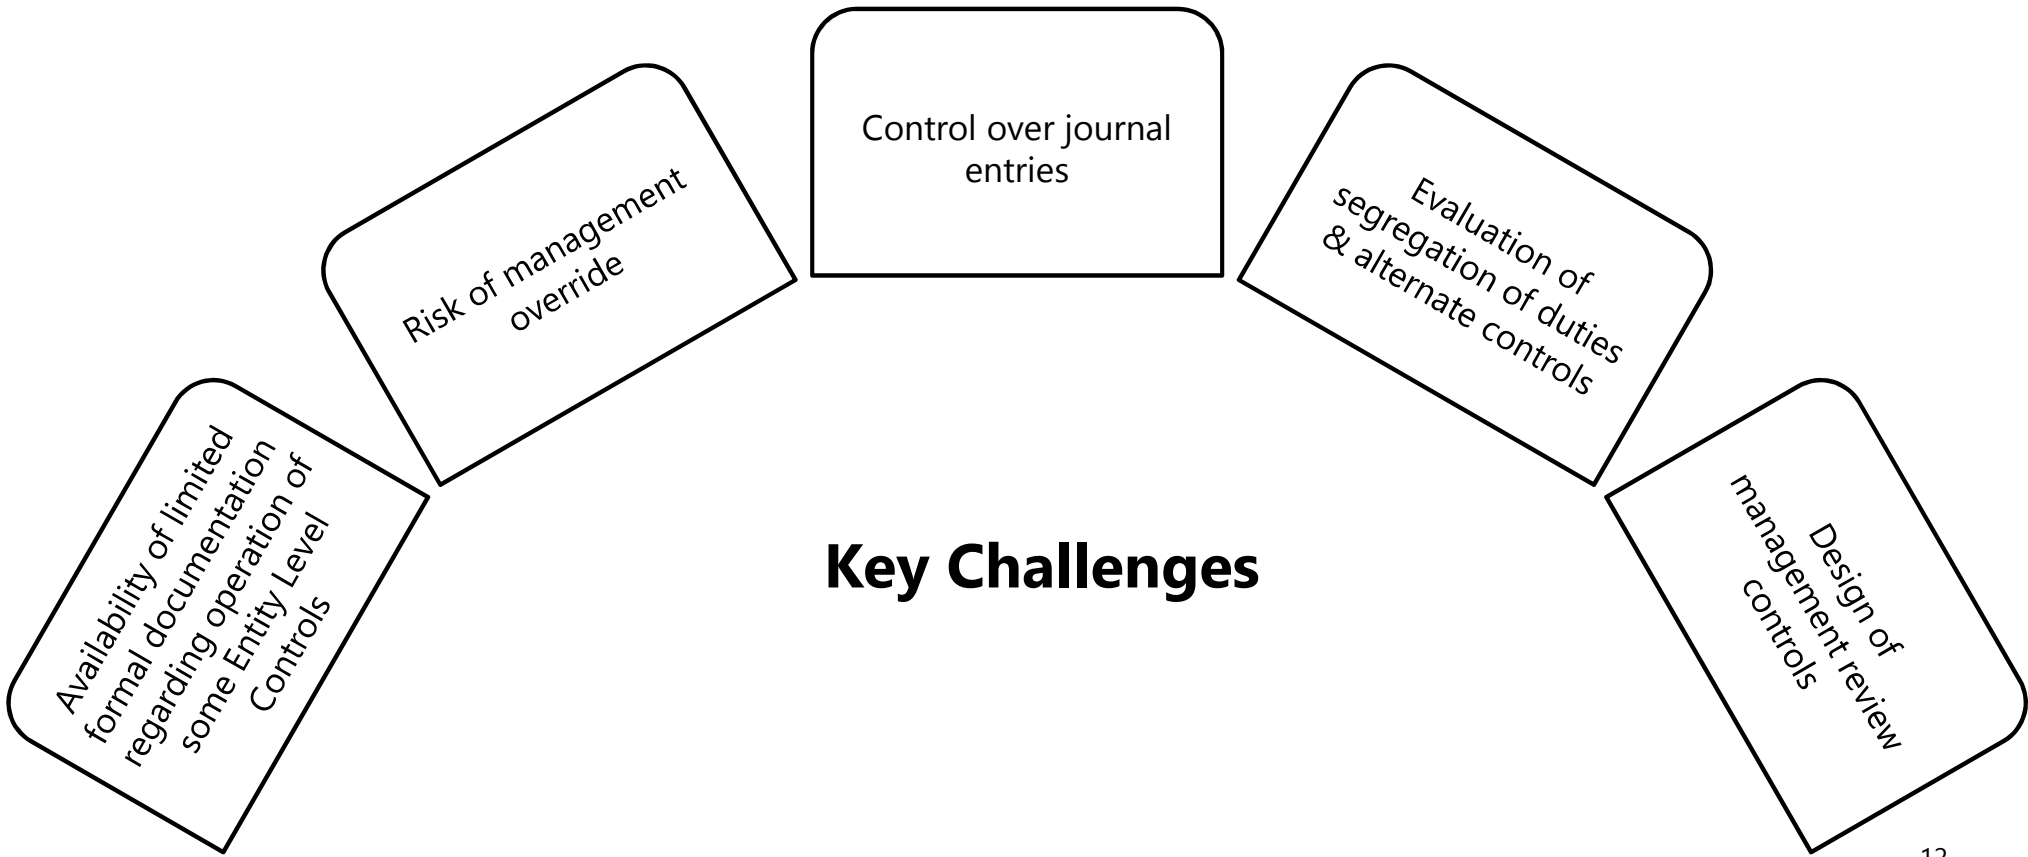 Control over journal
entries
Risk of management
override
Evaluation of
segregation of duties
& alternate controls
Availability of limited
formal documentation
regarding operation of
some Entity Level
Controls
Design of
management review
controls
Key Challenges
12